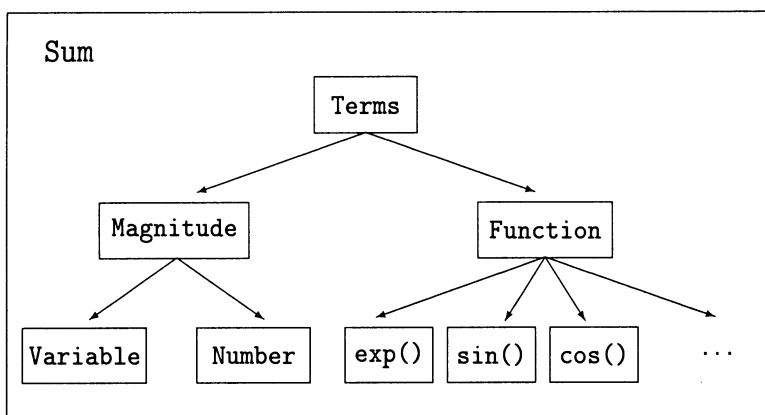 Sum
Terms
Magnitude
Function
Variable
Number
exp()
sin()
cos()
...